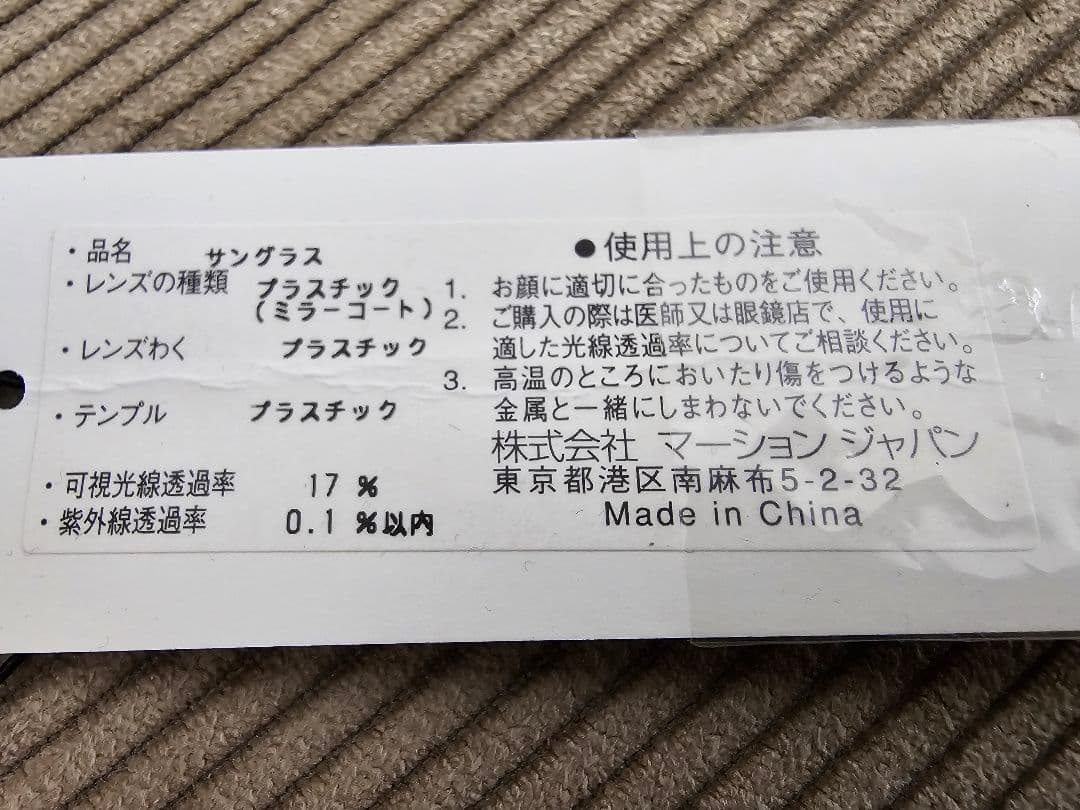 ・品名 サングラス
・レンズの種類 プラスチック
(ミラーコート)
・レンズわく プラスチック
・テンプル プラスチック
・可視光線透過率 17 %
・紫外線透過率 0.1 %以内
●使用上の注意
1. お顔に適切に合ったものをご使用ください。
2. ご購入の際は医師又は眼鏡店で、使用に
適した光線透過率についてご相談ください。
3. 高温のところにおいたり傷をつけるような
金属と一緒にしまわないでください。
株式会社 マーション ジャパン
東京都港区南麻布5-2-32
Made in China